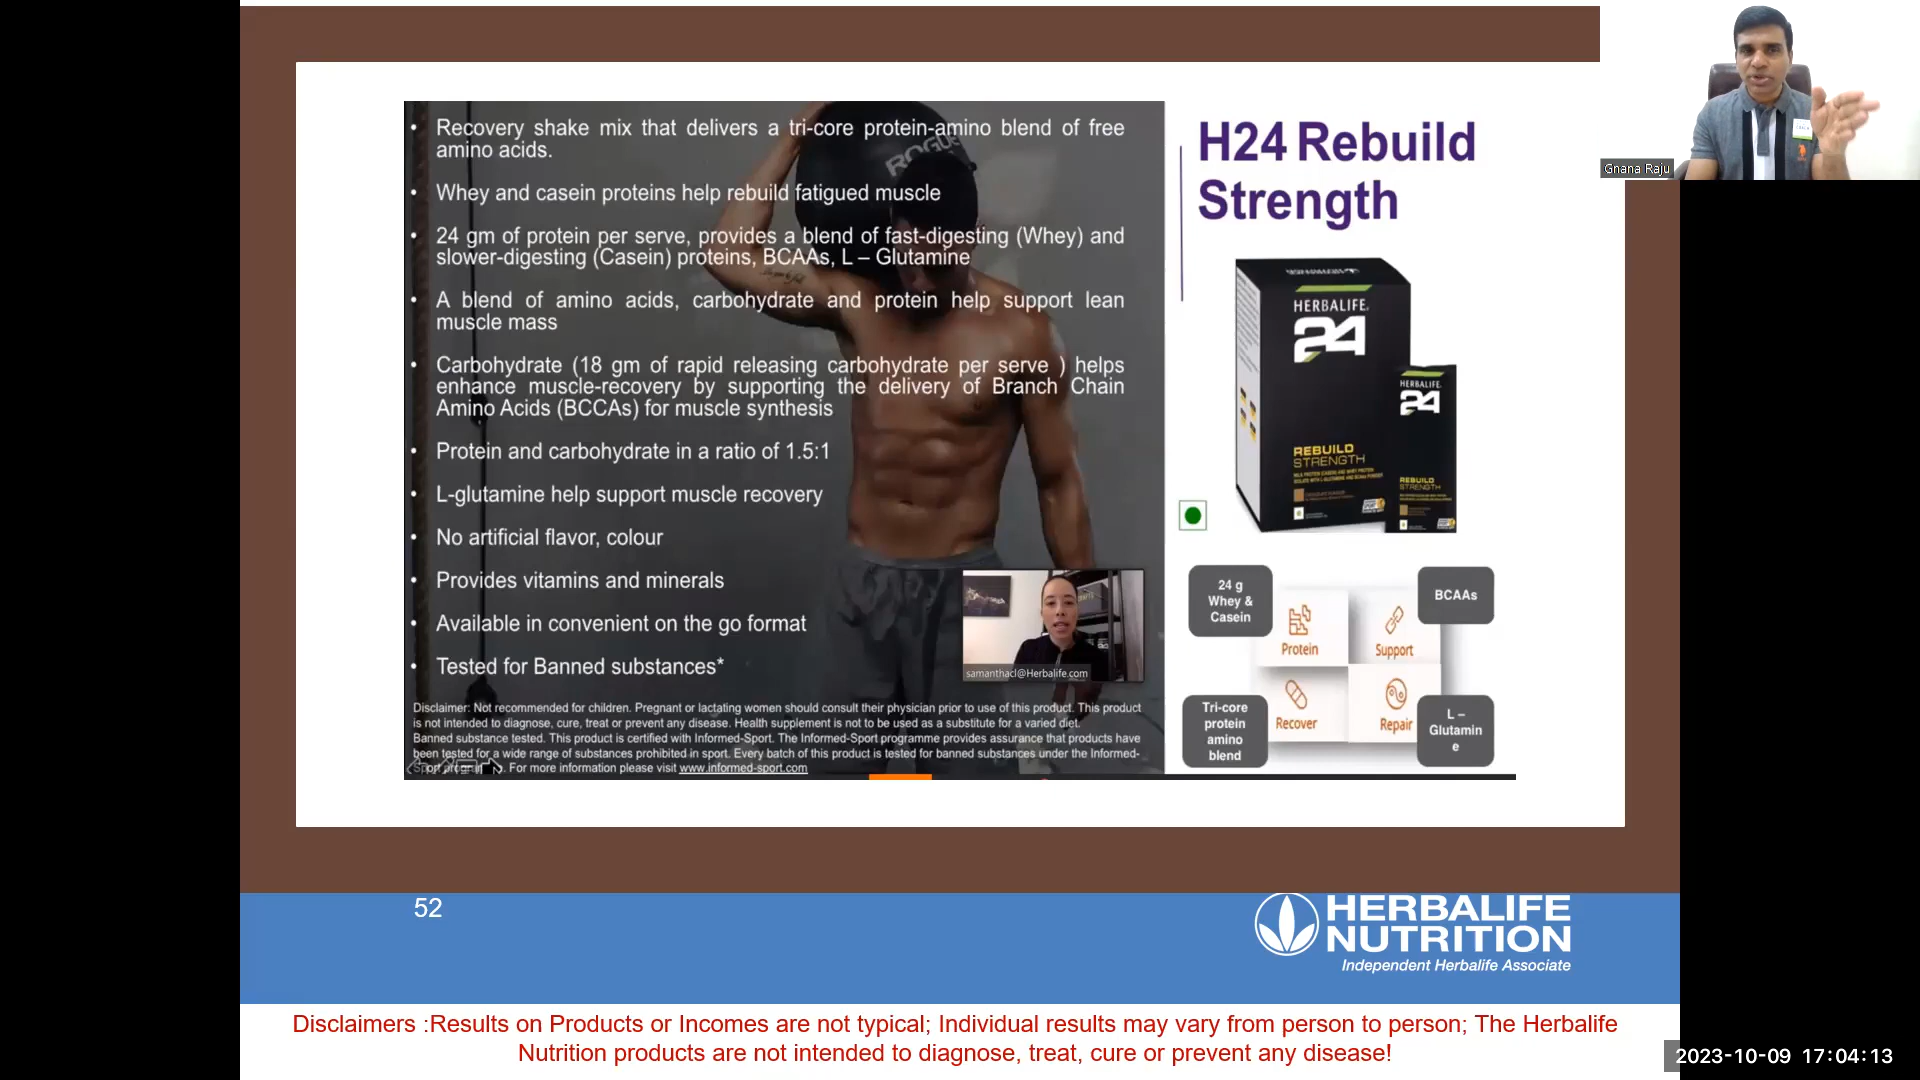 • Recovery shake mix that delivers a tri-core protein-amino blend of free
amino acids.
• Whey and casein proteins help rebuild fatigued muscle
• 24 gm of protein per serve, provides a blend of fast-digesting (Whey) and
slower-digesting (Casein) proteins, BCAAs, L – Glutamine
• A blend of amino acids, carbohydrate and protein help support lean
muscle mass
• Carbohydrate (18 gm of rapid releasing carbohydrate per serve ) helps
enhance muscle-recovery by supporting the delivery of Branch Chain
Amino Acids (BCCAs) for muscle synthesis
• Protein and carbohydrate in a ratio of 1.5:1
• L-glutamine help support muscle recovery
• No artificial flavor, colour
• Provides vitamins and minerals
• Available in convenient on the go format
• Tested for Banned substances*
Disclaimer: Not recommended for children. Pregnant or lactating women should consult their physician prior to use of this product. This product
is not intended to diagnose, cure, treat or prevent any disease. Health supplement is not to be used as a substitute for a varied diet.
Banned substance tested. This product is certified with Informed-Sport. The Informed-Sport programme provides assurance that products have
been tested for a wide range of substances prohibited in sport. Every batch of this product is tested for banned substances under the Informed-
Sport For more information please visit www.informed-sport.com
ROGUE
samanthacl@Herbalife.com
H24 Rebuild
Strength
HERBALIFE
24
REBUILD
STRENGTH
HERBALIFE
24
REBUILD
STRENGTH
24 g
Whey &
Casein
Protein
BCAAs
Support
Tri-core
protein
amino
blend
Recover
Repair
L –
Glutamin
e
Gnana Raju
52
HERBALIFE
NUTRITION
Independent Herbalife Associate
Disclaimers :Results on Products or Incomes are not typical; Individual results may vary from person to person; The Herbalife
Nutrition products are not intended to diagnose, treat, cure or prevent any disease!
2023-10-09 17:04:13